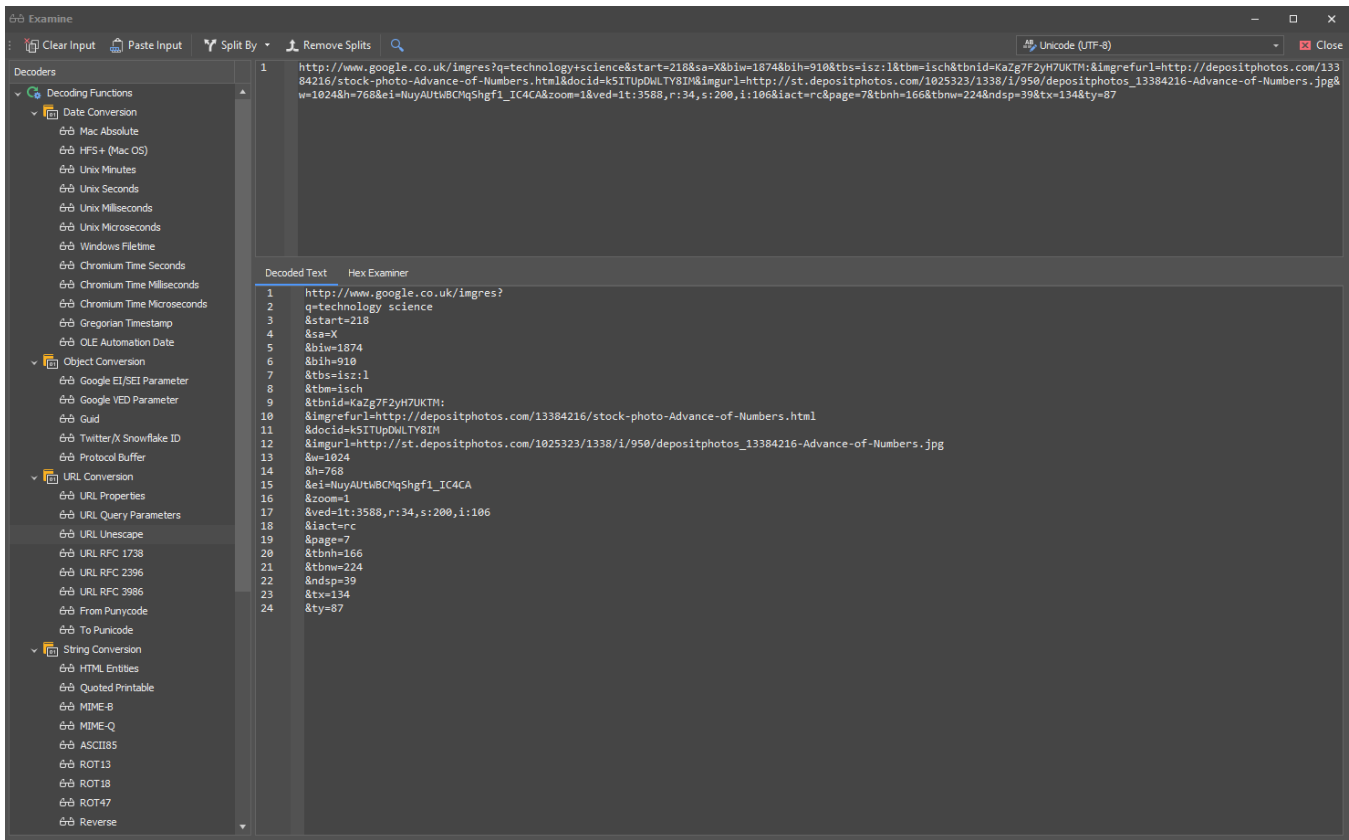 Examine
Clear Input Paste Input Split By Remove Splits Unicode (UTF-8) Close
Decoders
Decoding Functions
Date Conversion
Mac Absolute
HFS+ (Mac OS)
Unix Minutes
Unix Seconds
Unix Milliseconds
Unix Microseconds
Windows Filetime
Chromium Time Seconds
Chromium Time Milliseconds
Chromium Time Microseconds
Gregorian Timestamp
OLE Automation Date
Object Conversion
Google EI/SEI Parameter
Google VED Parameter
Guid
Twitter/X Snowflake ID
Protocol Buffer
URL Conversion
URL Properties
URL Query Parameters
URL Unescape
URL RFC 1738
URL RFC 2396
URL RFC 3986
From Punycode
To Punicode
String Conversion
HTML Entities
Quoted Printable
MIME-B
MIME-Q
ASCII85
ROT13
ROT18
ROT47
Reverse
1 http://www.google.co.uk/imgres?q=technology+science&start=218&sa=X&biw=1874&bih=910&tbs=isz:l&tbm=isch&tbnid=KaZg7F2yH7UKTM:&imgrefurl=http://depositphotos.com/133
84216/stock-photo-Advance-of-Numbers.html&docid=k5ITUpDWLTY8IM&imgurl=http://st.depositphotos.com/1025323/1338/i/950/depositphotos_13384216-Advance-of-Numbers.jpg&
w=1024&h=768&ei=NuyAUtWBCMqShgf1_IC4CA&zoom=1&ved=1t:3588,r:34,s:200,i:106&iact=rc&page=7&tbnh=166&tbnw=224&ndsp=39&tx=134&ty=87
Decoded Text Hex Examiner
1 http://www.google.co.uk/imgres?
2 q=technology science
3 &start=218
4 &sa=X
5 &biw=1874
6 &bih=910
7 &tbs=isz:l
8 &tbm=isch
9 &tbnid=KaZg7F2yH7UKTM:
10 &imgrefurl=http://depositphotos.com/13384216/stock-photo-Advance-of-Numbers.html
11 &docid=k5ITUpDWLTY8IM
12 &imgurl=http://st.depositphotos.com/1025323/1338/i/950/depositphotos_13384216-Advance-of-Numbers.jpg
13 &w=1024
14 &h=768
15 &ei=NuyAUtWBCMqShgf1_IC4CA
16 &zoom=1
17 &ved=1t:3588,r:34,s:200,i:106
18 &iact=rc
19 &page=7
20 &tbnh=166
21 &tbnw=224
22 &ndsp=39
23 &tx=134
24 &ty=87